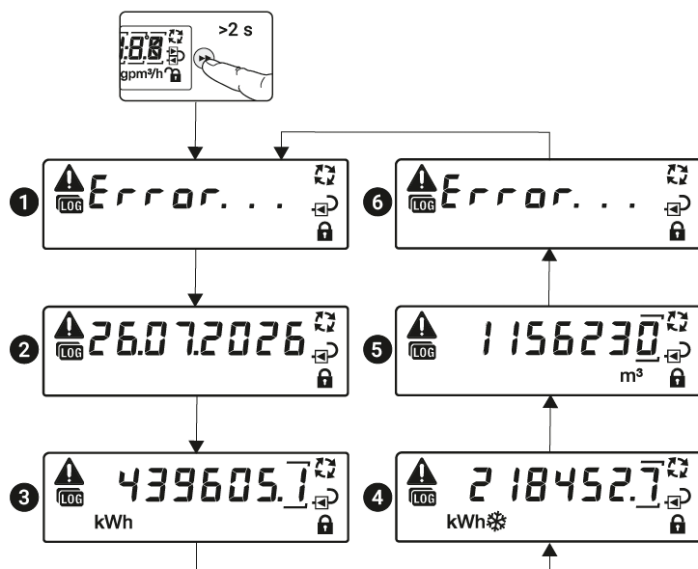 >2 s
gpm³/h
1
LOG
Error...
2
LOG
26.07.2026
3
LOG
439605.1
kWh
6
LOG
Error...
5
LOG
1156230
m³
4
LOG
218452.7
kWh